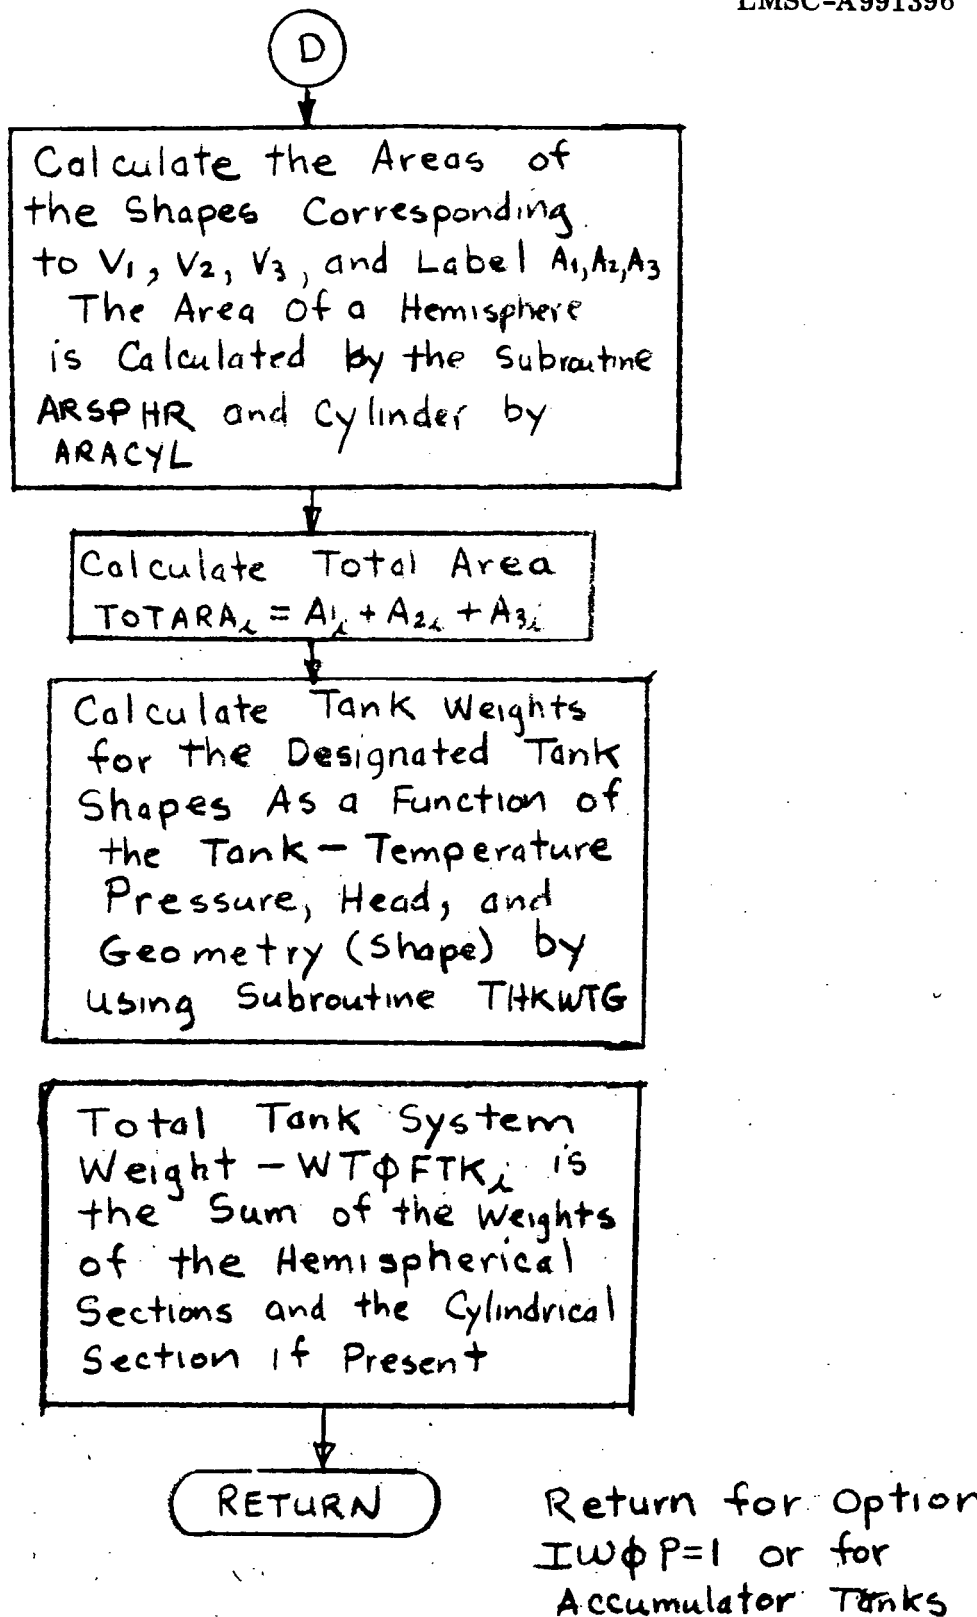 LMSC-A991396
D
Calculate the Areas of
the Shapes Corresponding
to V1, V2, V3, and Label A1,A2,A3
The Area Of a Hemisphere
is Calculated by the Subroutine
ARSPHR and Cylinder by
ARACYL
Calculate Total Area
TOTARAi = A1i + A2i + A3i
Calculate Tank Weights
for the Designated Tank
Shapes As a Function of
the Tank - Temperature
Pressure, Head, and
Geometry (Shape) by
using Subroutine THKWTG
Total Tank System
Weight - WTϕFTKi is
the Sum of the Weights
of the Hemispherical
Sections and the Cylindrical
Section if Present
RETURN
Return for Option
IWϕP=1 or for
Accumulator Tanks